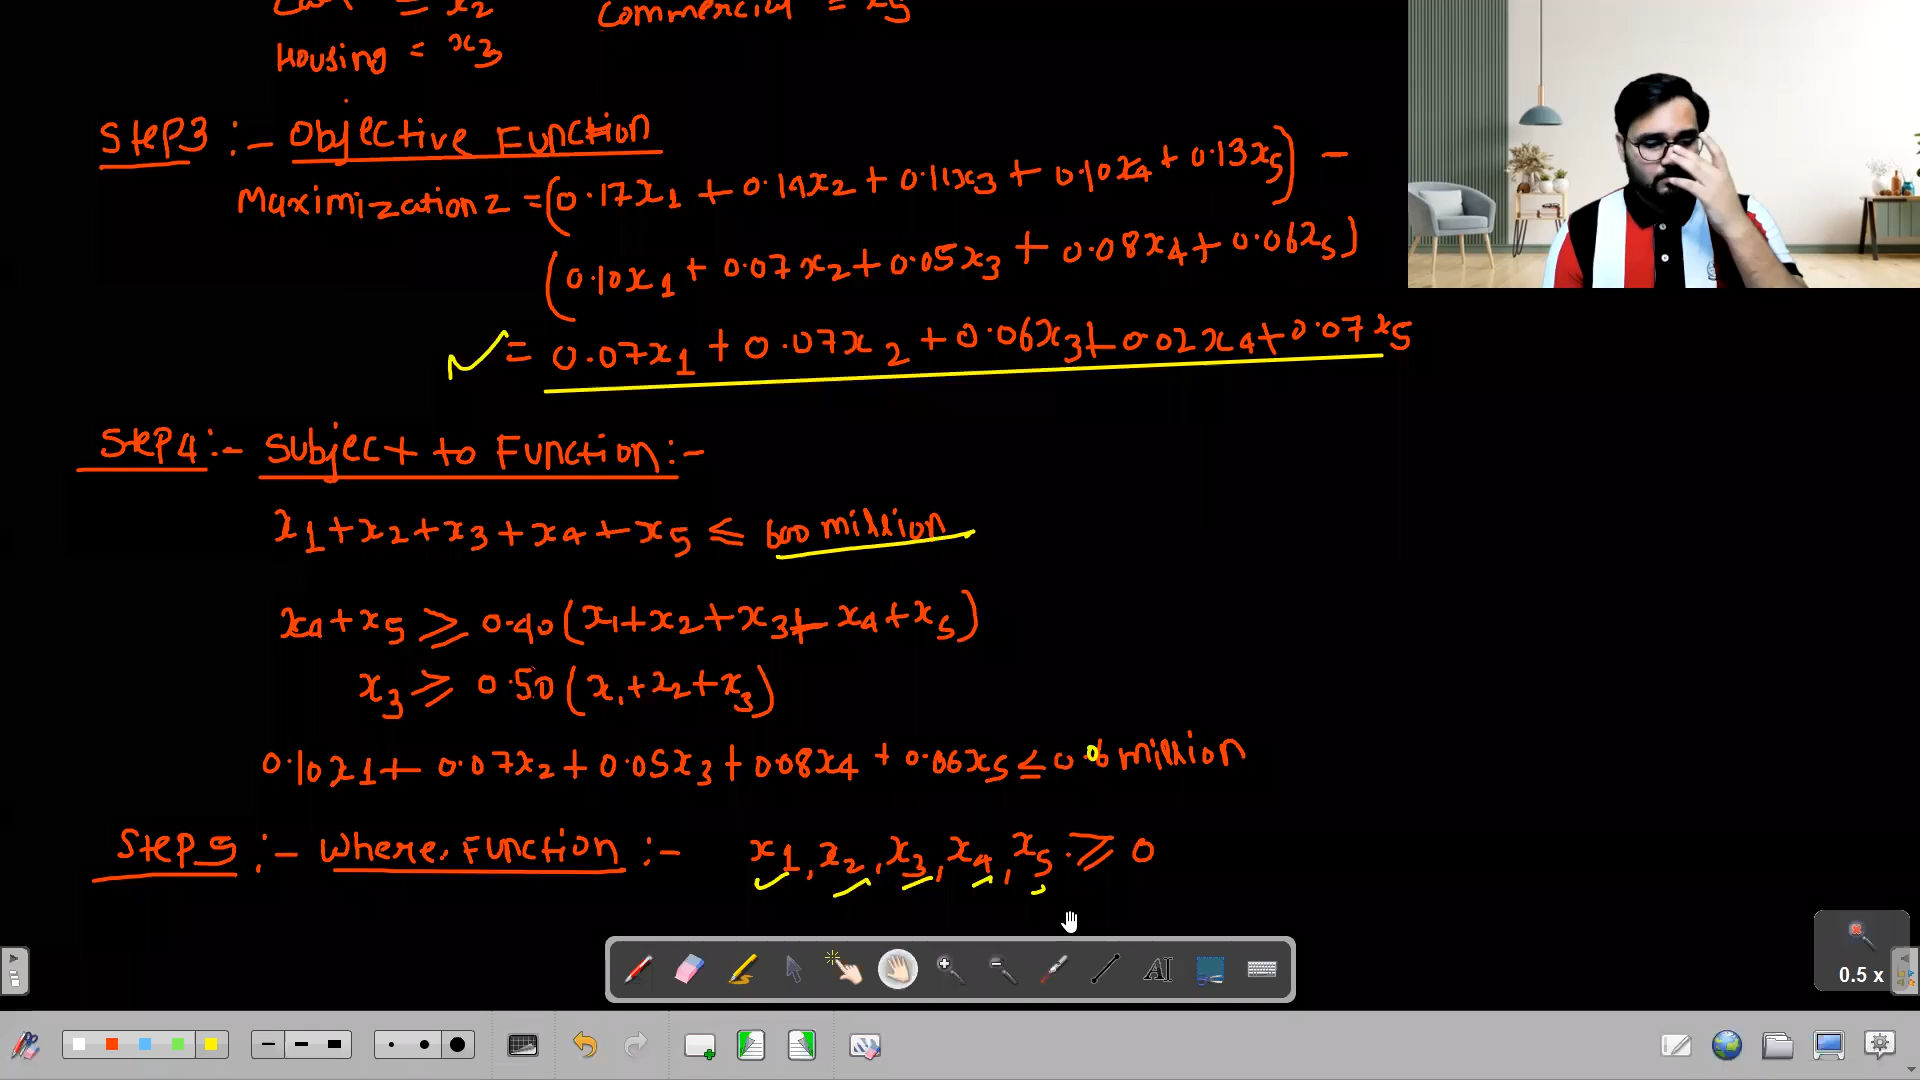 = x2 Commercial = x5
Housing = x3
Step3 :- Objective Function
Maximization z = (0.17x1 + 0.14x2 + 0.11x3 + 0.10x4 + 0.13x5) -
(0.10x1 + 0.07x2 + 0.05x3 + 0.08x4 + 0.06x5)
= 0.07x1 + 0.07x2 + 0.06x3 + 0.02x4 + 0.07x5
Step4 :- Subject to Function :-
x1 + x2 + x3 + x4 + x5 ≤ 600 million
x4 + x5 ≥ 0.40 (x1 + x2 + x3 + x4 + x5)
x3 ≥ 0.50 (x1 + x2 + x3)
0.10x1 + 0.07x2 + 0.05x3 + 0.08x4 + 0.06x5 ≤ 0.06 million
Step5 :- Where Function :- x1, x2, x3, x4, x5 ≥ 0
AI
0.5 x